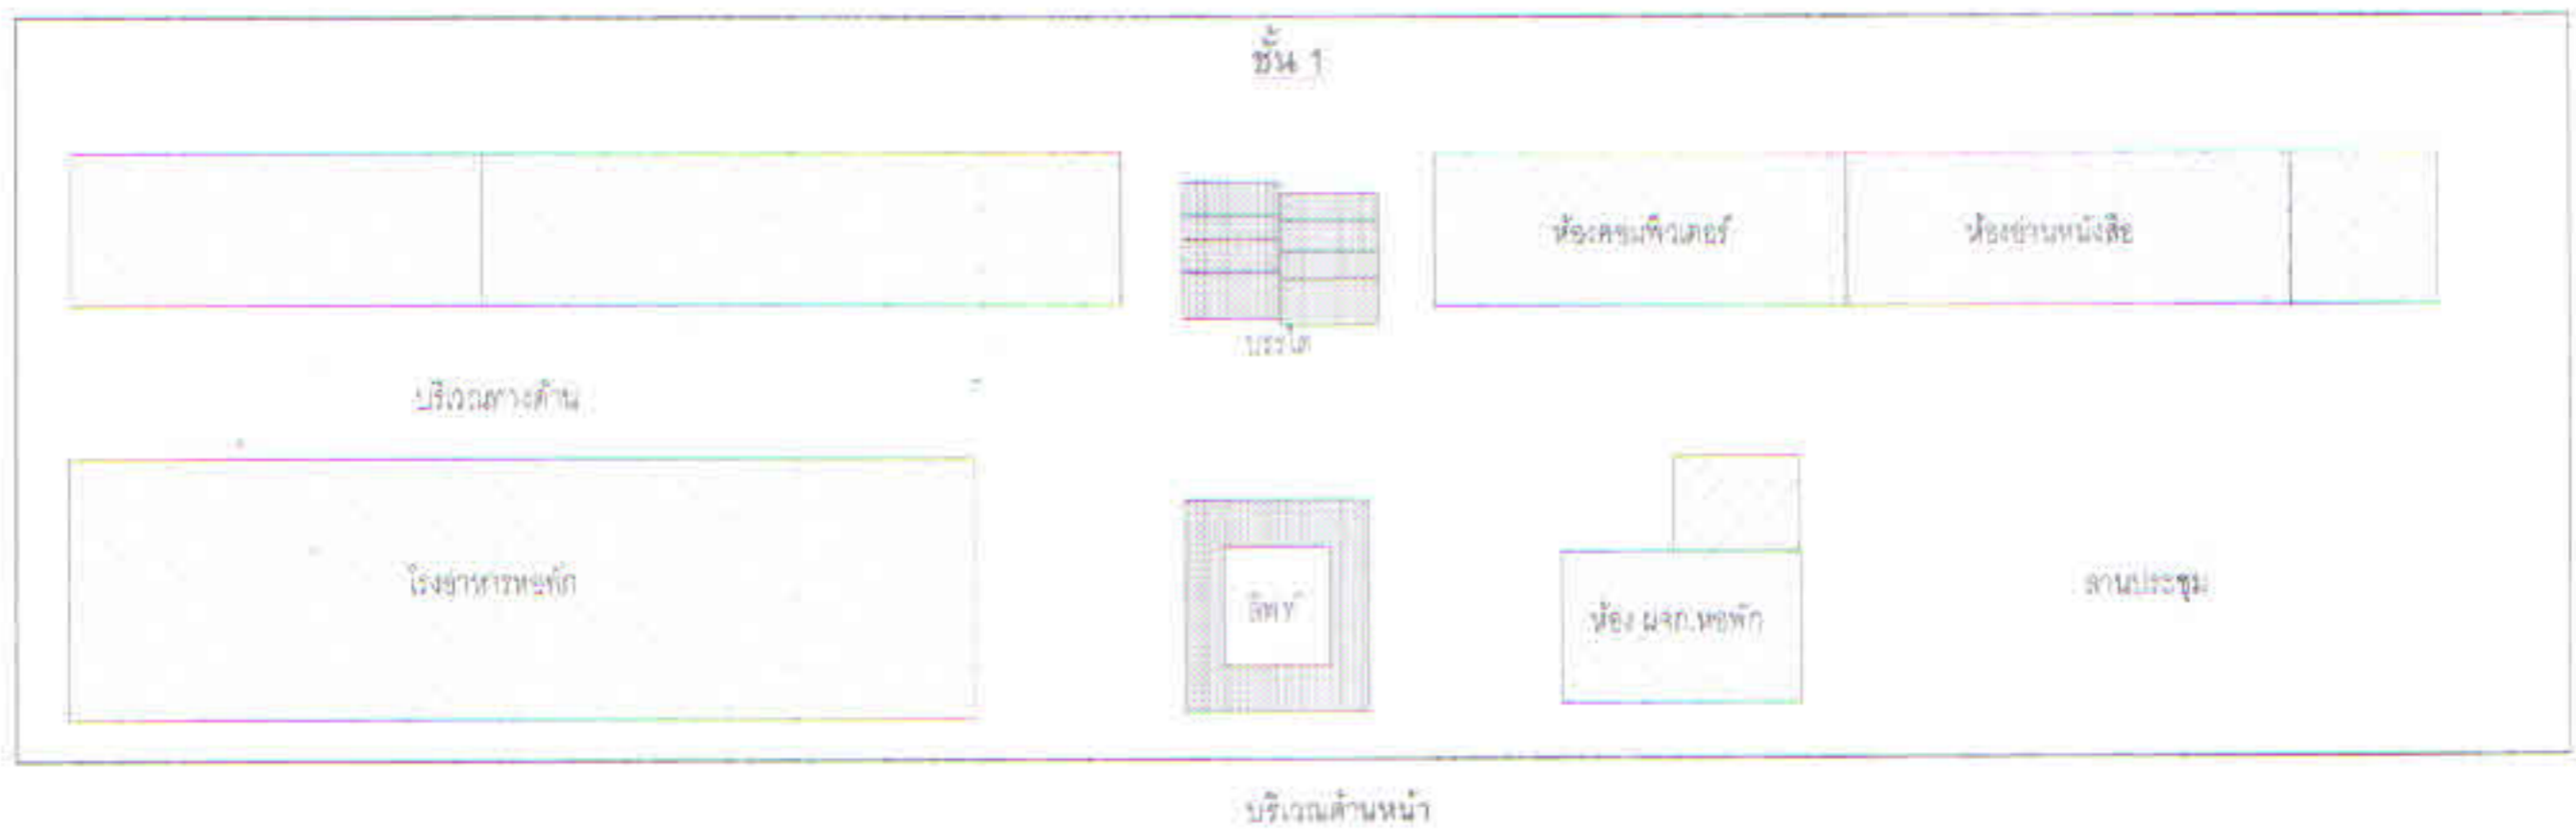 ชั้น 1
ห้องคอมพิวเตอร์
ห้องอ่านหนังสือ
บรรได
บริเวณทางด้าน
โรงอาหารหอพัก
ลิฟท์
ห้อง ผจก.หอพัก
ลานประชุม
บริเวณด้านหน้า